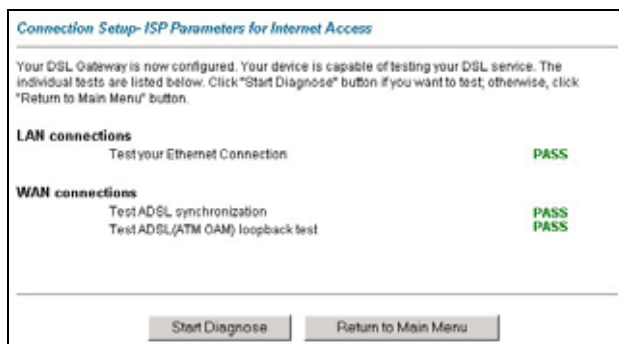 Connection Setup- ISP Parameters for Internet Access
Your DSL Gateway is now configured. Your device is capable of testing your DSL service. The
individual tests are listed below. Click "Start Diagnose" button if you want to test; otherwise, click
"Return to Main Menu" button.
LAN connections
Test your Ethernet Connection PASS
WAN connections
Test ADSL synchronization PASS
Test ADSL(ATM OAM) loopback test PASS
Start Diagnose Return to Main Menu